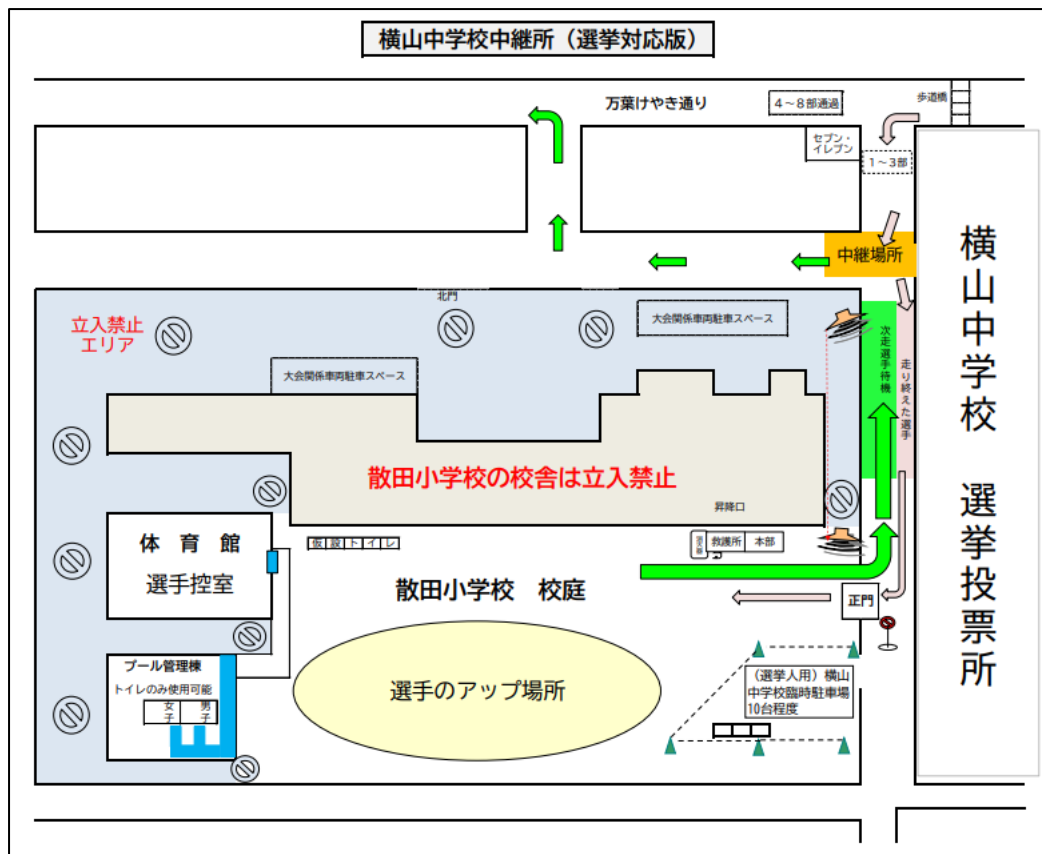 横山中学校中継所（選挙対応版）
万葉けやき通り
４～８部通過
歩道橋
セブン・
イレブン
１～３部
中継場所
横山中学校　選挙投票所
北門
立入禁止
エリア
大会関係車両駐車スペース
大会関係車両駐車スペース
次走選手待機
走り終えた選手
散田小学校の校舎は立入禁止
昇降口
仮設トイレ
救護所
本部
体　育　館
選手控室
散田小学校　校庭
正門
プール管理棟
トイレのみ使用可能
女子
男子
選手のアップ場所
（選挙人用）横山
中学校臨時駐車場
10台程度